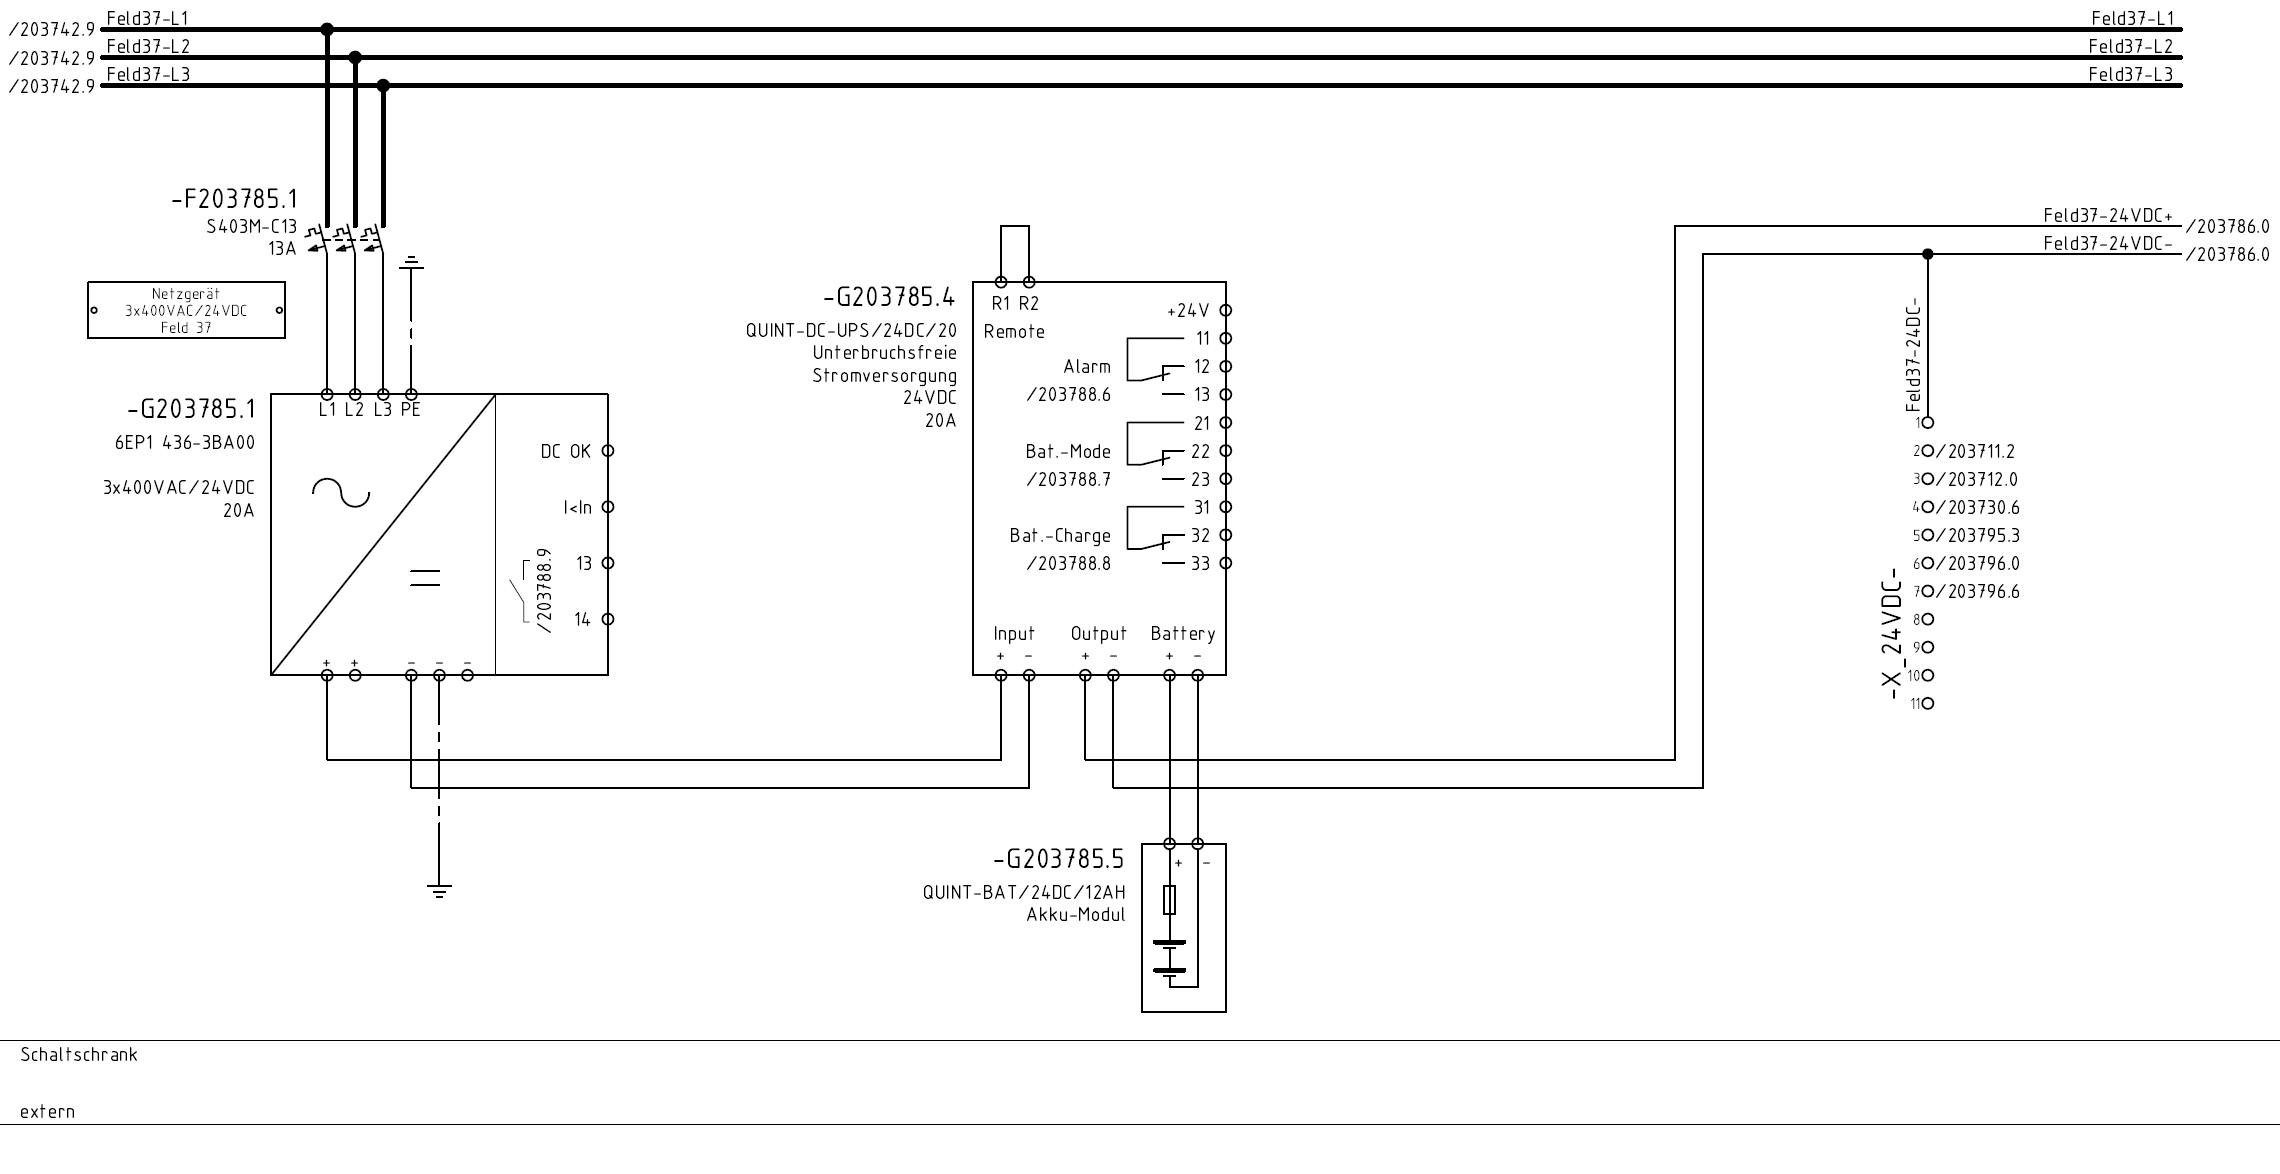 Feld37-L1
Feld37-L1
/203742.9
Feld37-L2
Feld37-L2
/203742.9
Feld37-L3
Feld37-L3
/203742.9
-F203785.1
S403M-C13
13A
Netzgerät
3x400VAC/24VDC
Feld 37
-G203785.1
6EP1 436-3BA00
3x400VAC/24VDC
20A
L1 L2 L3 PE
DC OK
I<In
13
14
/203788.9
+ + - - -
-G203785.4
QUINT-DC-UPS/24DC/20
Unterbruchsfreie
Stromversorgung
24VDC
20A
R1 R2
Remote
+24V
11
Alarm
12
/203788.6
13
21
Bat.-Mode
22
/203788.7
23
31
Bat.-Charge
32
/203788.8
33
Input Output Battery
+ - + - + -
-G203785.5
QUINT-BAT/24DC/12AH
Akku-Modul
+ -
Feld37-24VDC+
/203786.0
Feld37-24VDC-
/203786.0
Feld37-24DC-
-X_24VDC-
1
2 /203711.2
3 /203712.0
4 /203730.6
5 /203795.3
6 /203796.0
7 /203796.6
8
9
10
11
Schaltschrank
extern